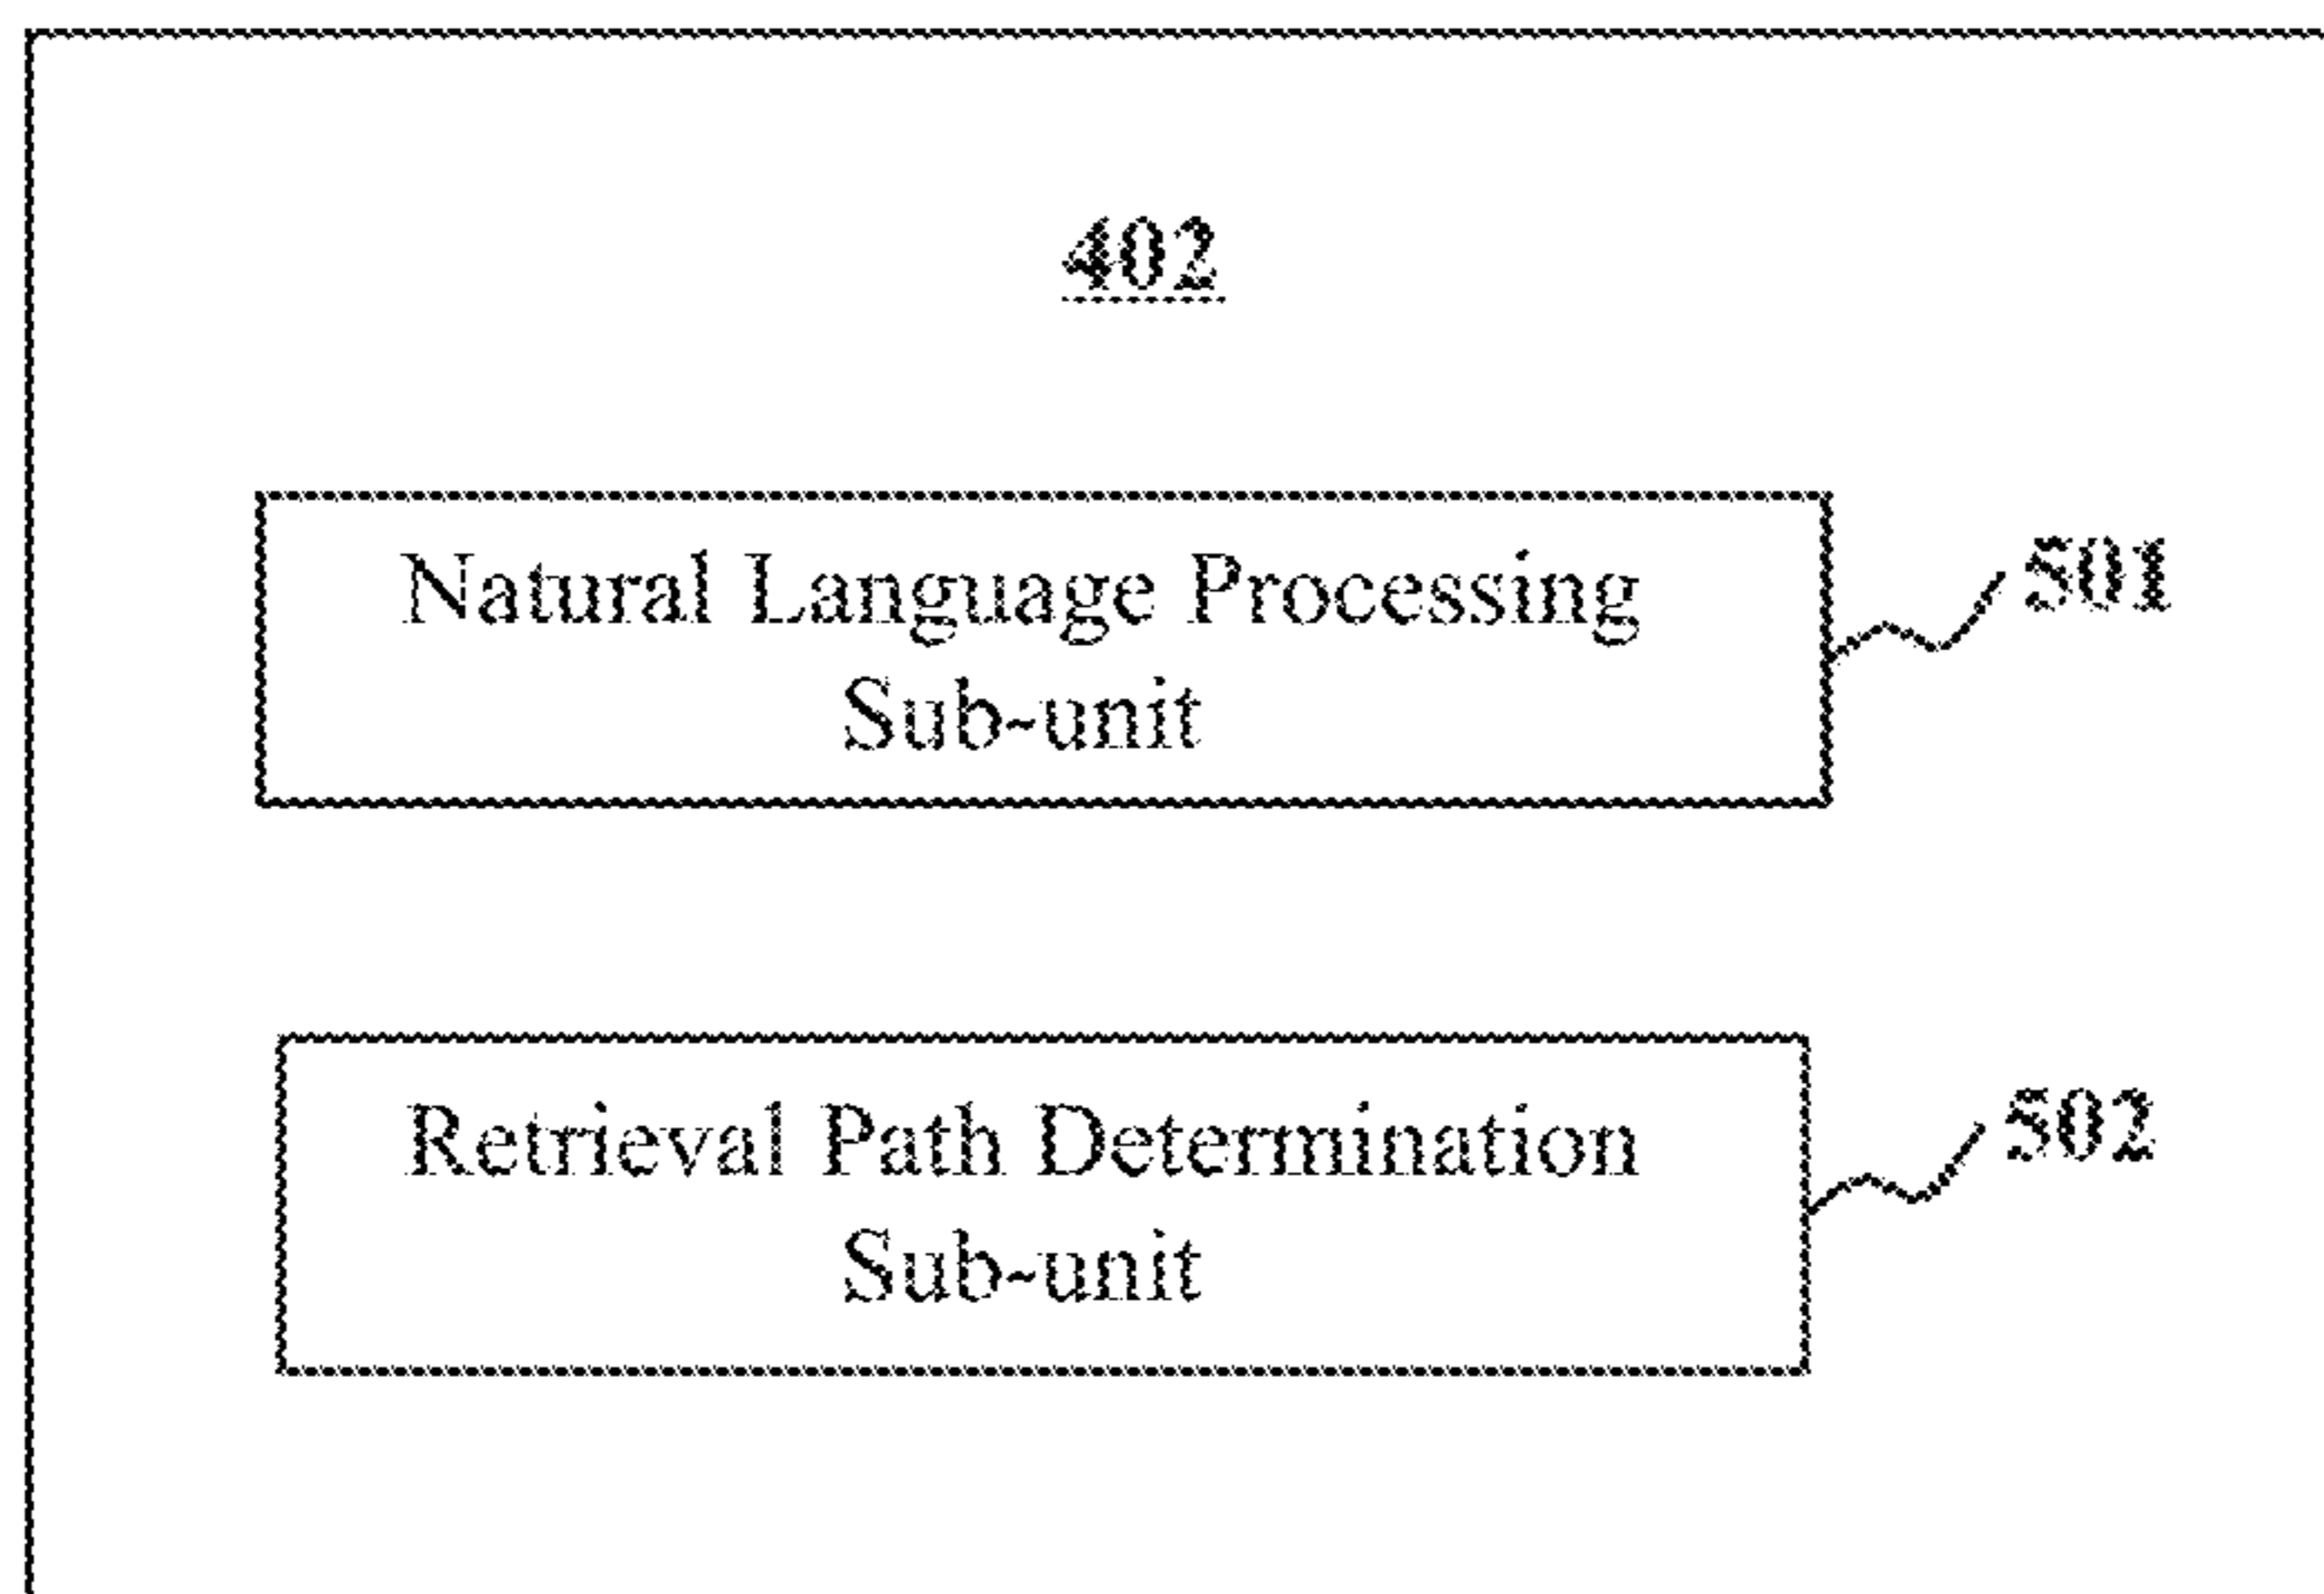 402
Natural Language Processing
Sub-unit
501
Retrieval Path Determination
Sub-unit
502